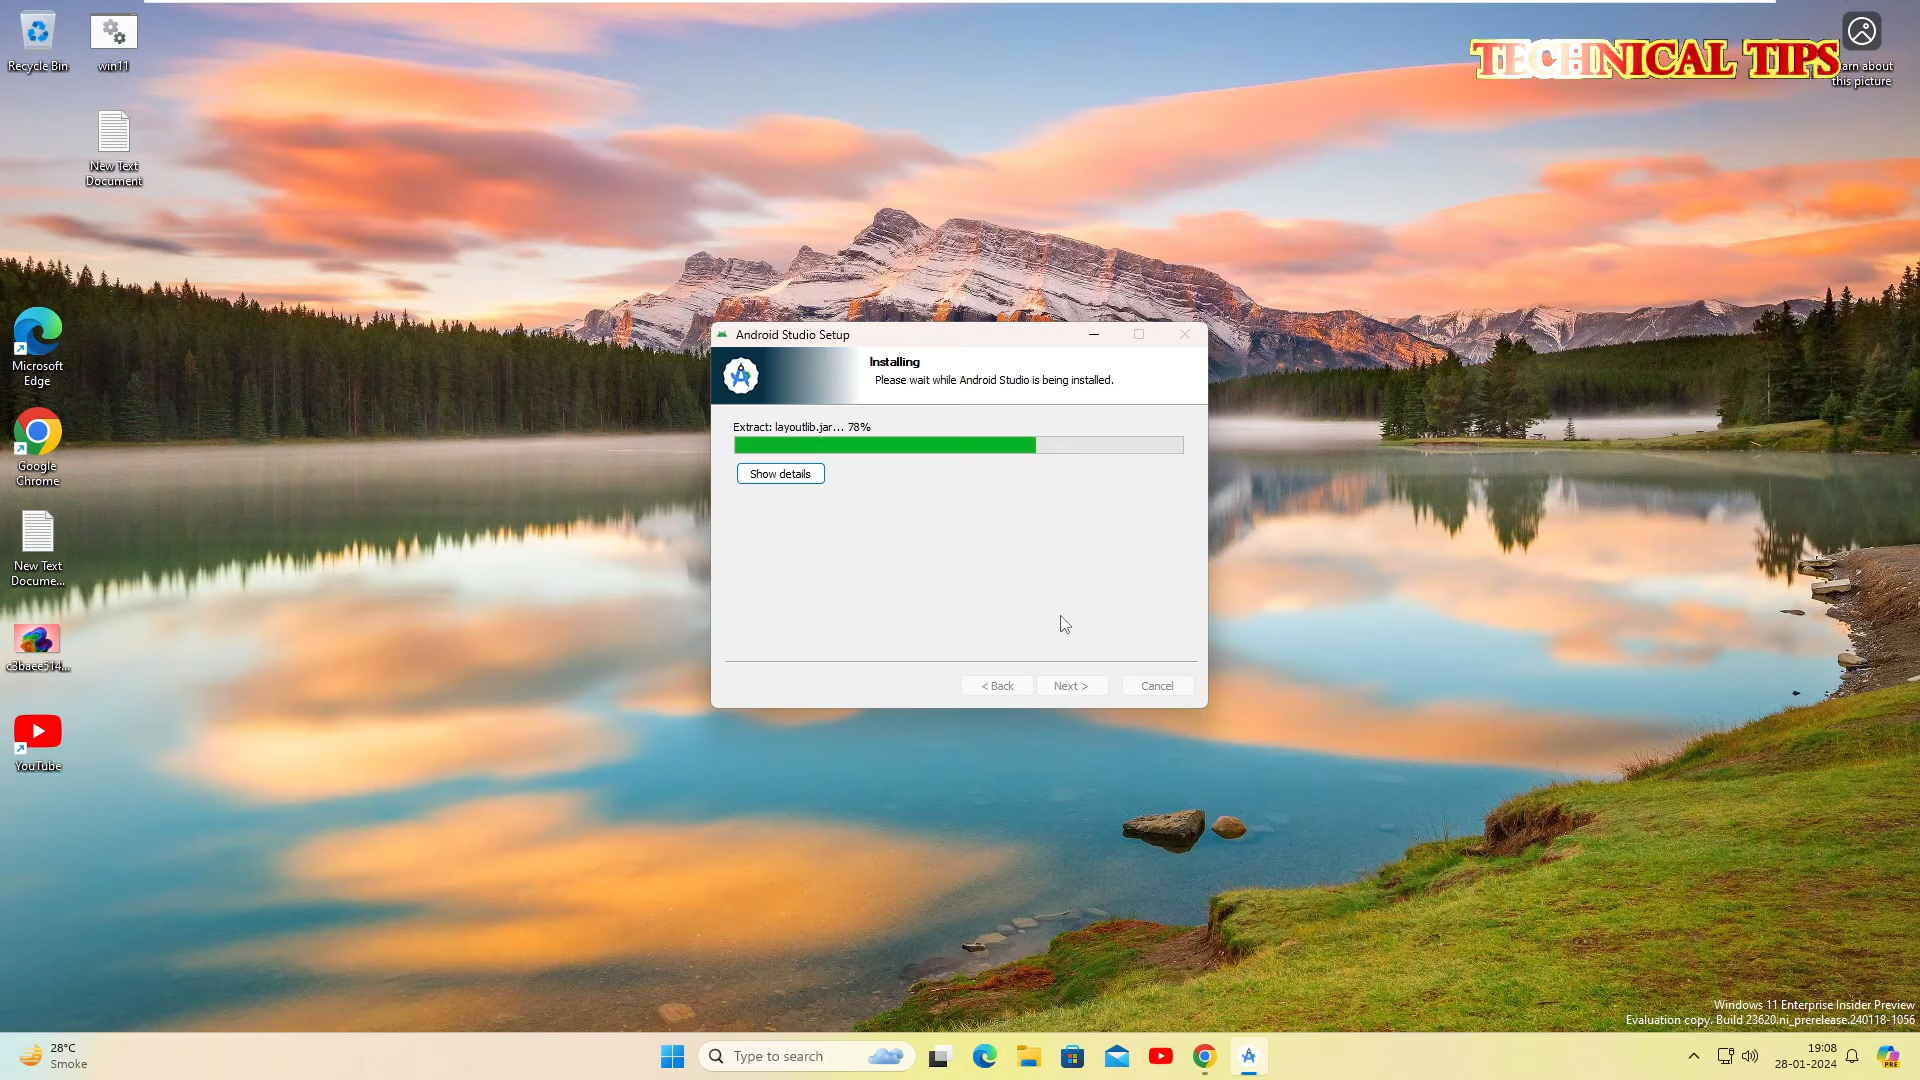 Recycle Bin
win11
New Text
Document
Microsoft
Edge
Google
Chrome
New Text
Docume...
c3baee514...
YouTube
TECHNICAL TIPS
arn about
this picture
Android Studio Setup
Installing
Please wait while Android Studio is being installed.
Extract: layoutlib.jar... 78%
Show details
< Back
Next >
Cancel
Windows 11 Enterprise Insider Preview
Evaluation copy. Build 23620.ni_prerelease.240118-1056
28°C
Smoke
Type to search
PRE
19:08
28-01-2024